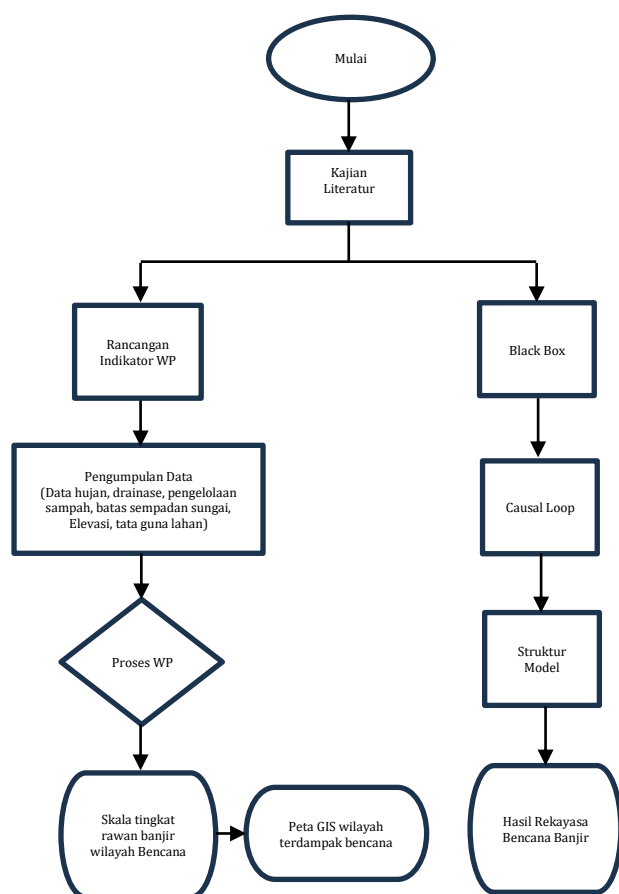 Mulai
Kajian
Literatur
Rancangan
Indikator WP
Black Box
Pengumpulan Data
(Data hujan, drainase, pengelolaan
sampah, batas sempadan sungai,
Elevasi, tata guna lahan)
Causal Loop
Proses WP
Struktur
Model
Skala tingkat
rawan banjir
wilayah Bencana
Peta GIS wilayah
terdampak bencana
Hasil Rekayasa
Bencana Banjir